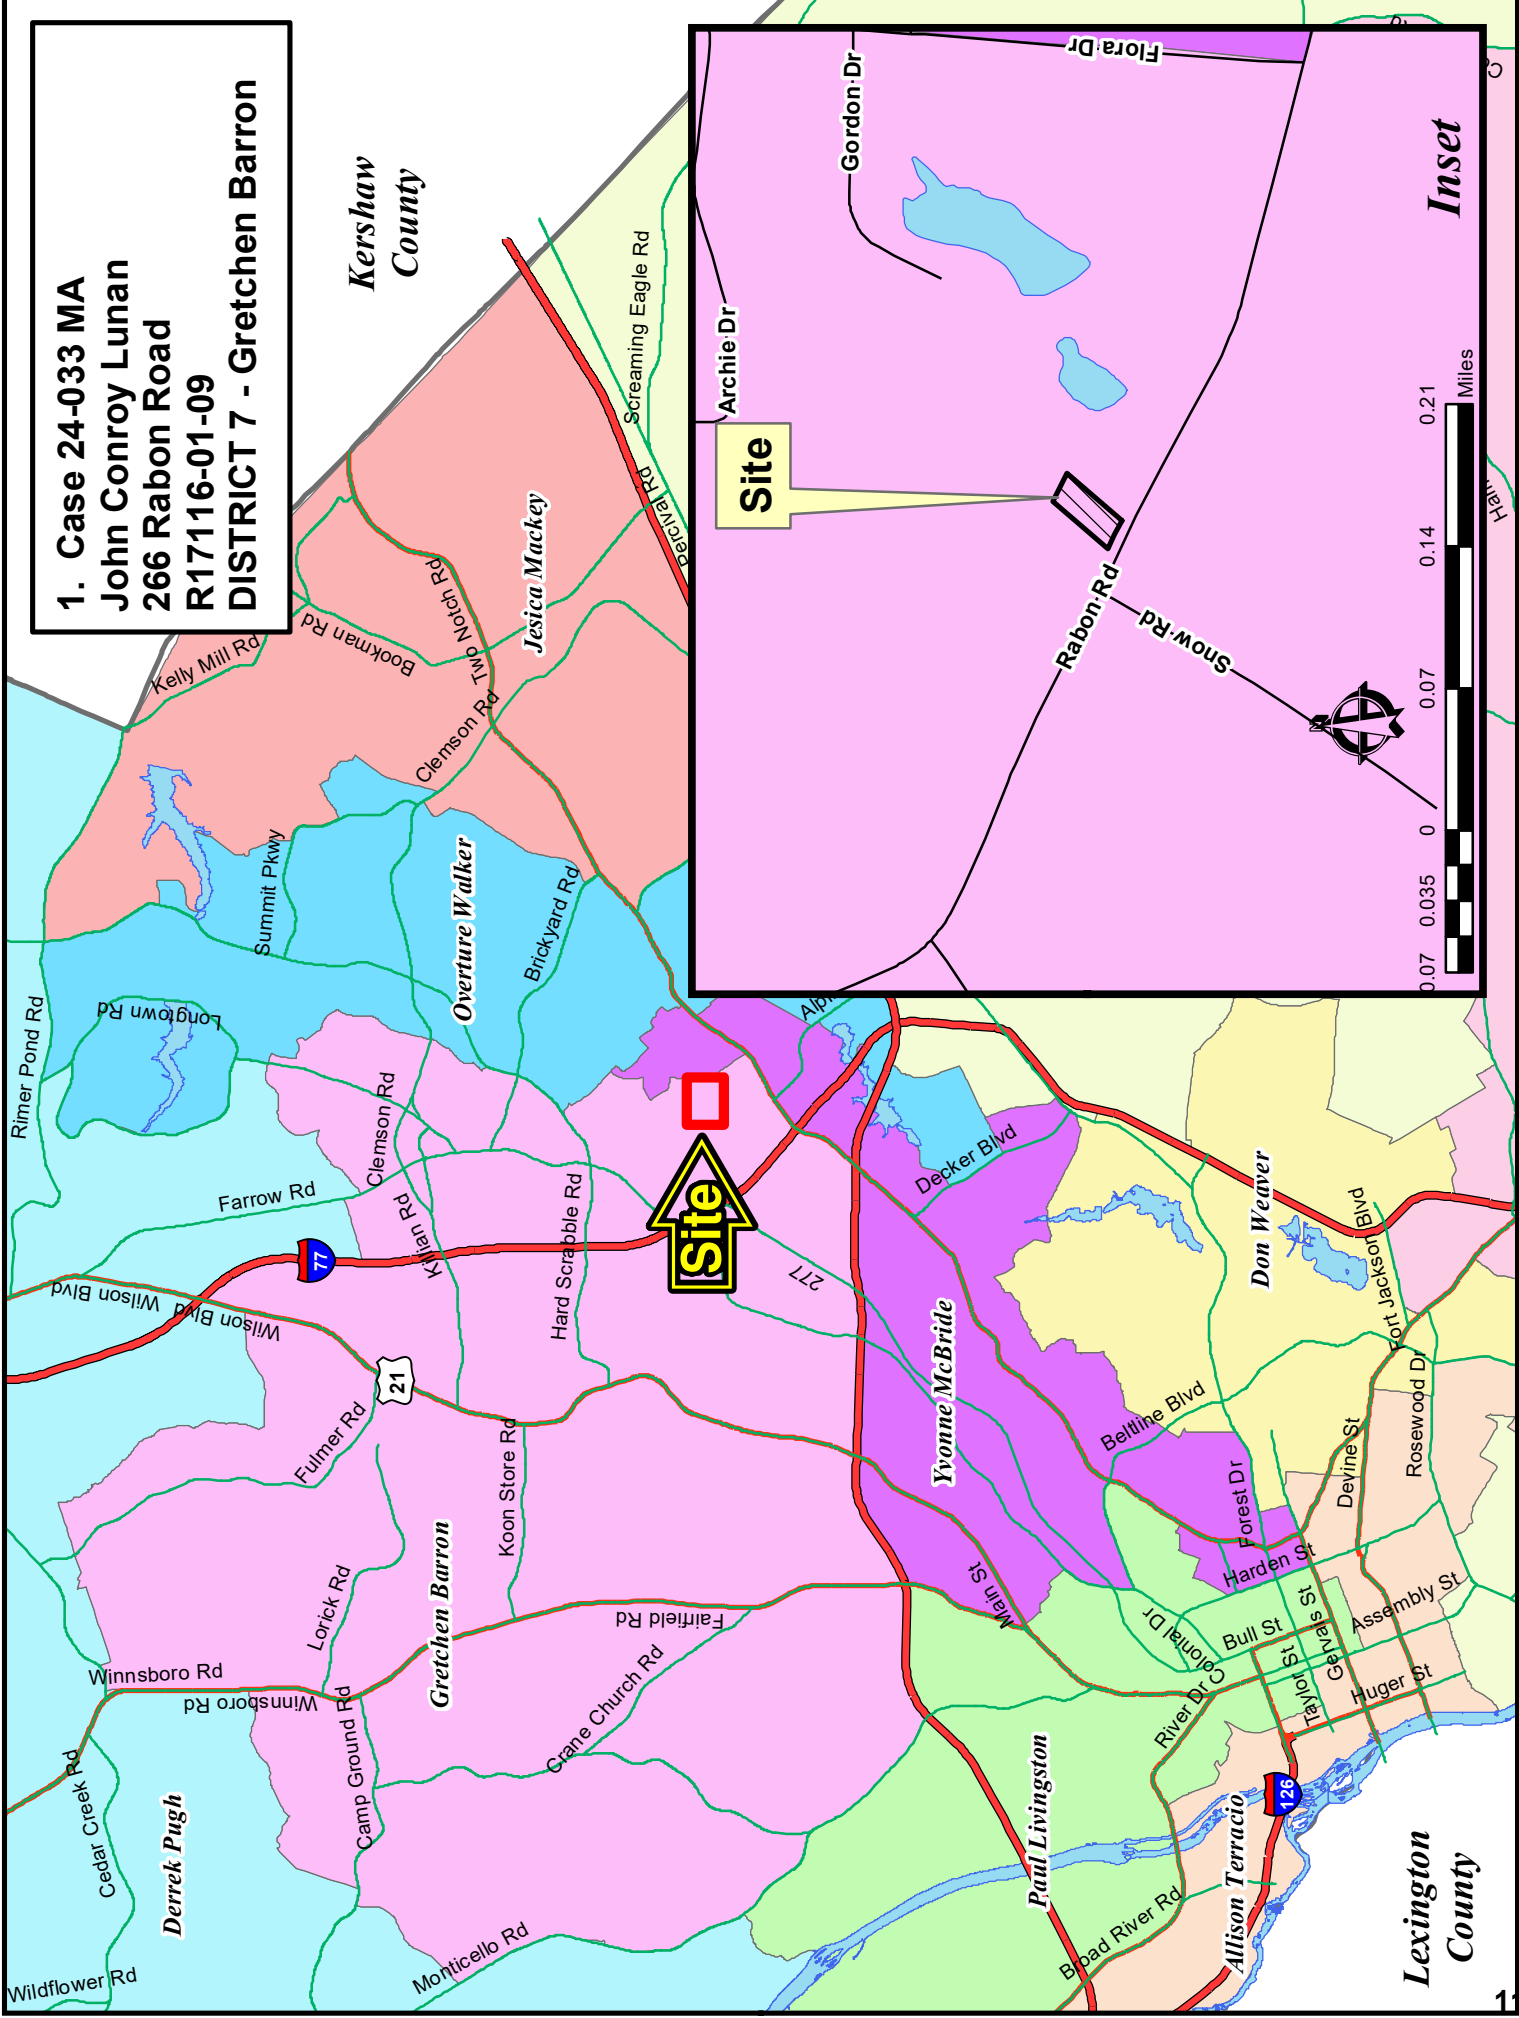 1. Case 24-033 MA
John Conroy Lunan
266 Rabon Road
R17116-01-09
DISTRICT 7 - Gretchen Barron
Kershaw
County
Wildflower Rd
Cedar Creek Rd
Derrek Pugh
Winnsboro Rd
Winnsboro Rd
Camp Ground Rd
Lorick Rd
Monticello Rd
Crane Church Rd
Fairfield Rd
Gretchen Barron
Koon Store Rd
Fulmer Rd
21
Wilson Blvd
Wilson Blvd
77
Farrow Rd
Killian Rd
Clemson Rd
Hard Scrabble Rd
Rimer Pond Rd
Longtown Rd
Summit Pkwy
Overture Walker
Brickyard Rd
Kelly Mill Rd
Bookman Rd
Two Notch Rd
Clemson Rd
Jesica Mackey
Percival Rd
Screaming Eagle Rd
Site
277
Decker Blvd
Yvonne McBride
Don Weaver
Fort Jackson Blvd
Beltline Blvd
Forest Dr
Devine St
Rosewood Dr
Harden St
Main St
Colonial Dr
Bull St
Taylor St
Gervais St
Assembly St
Huger St
River Dr
Paul Livingston
Broad River Rd
Allison Terracio
126
Lexington
County
Site
Archie Dr
Gordon Dr
Flora Dr
Rabon Rd
Snow Rd
N
Inset
0.07 0.035 0 0.07 0.14 0.21
Miles